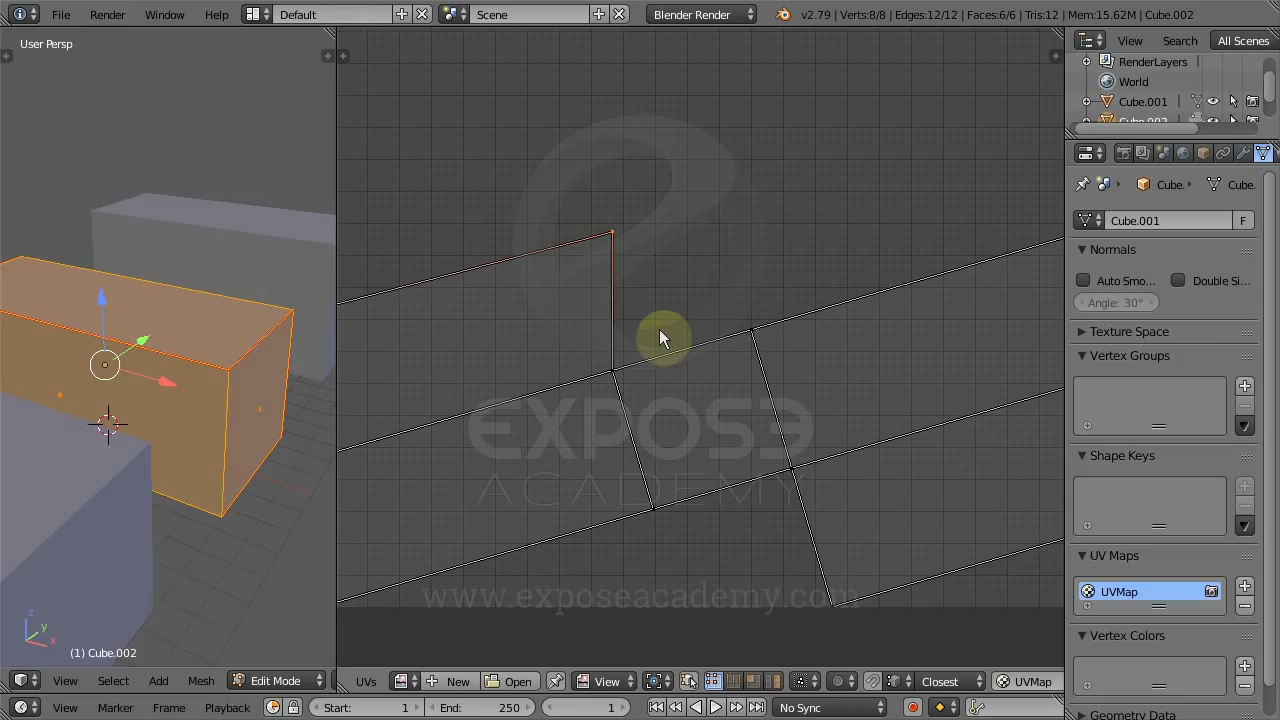 File Render Window Help Default Scene Blender Render v2.79 | Verts:8/8 | Edges:12/12 | Faces:6/6 | Tris:12 | Mem:15.62M | Cube.002
User Persp
View Search All Scenes
RenderLayers
World
Cube.001
Cube.002
Cube. Cube.
Cube.001 F
Normals
Auto Smo... Double Si...
Angle: 30°
Texture Space
Vertex Groups
EXPOSE
ACADEMY
Shape Keys
UV Maps
UVMap
www.exposeacademy.com
Vertex Colors
z
y
x
(1) Cube.002
View Select Add Mesh Edit Mode UVs New Open View Closest UVMap
View Marker Frame Playback Start: 1 End: 250 1 No Sync
Geometry Data